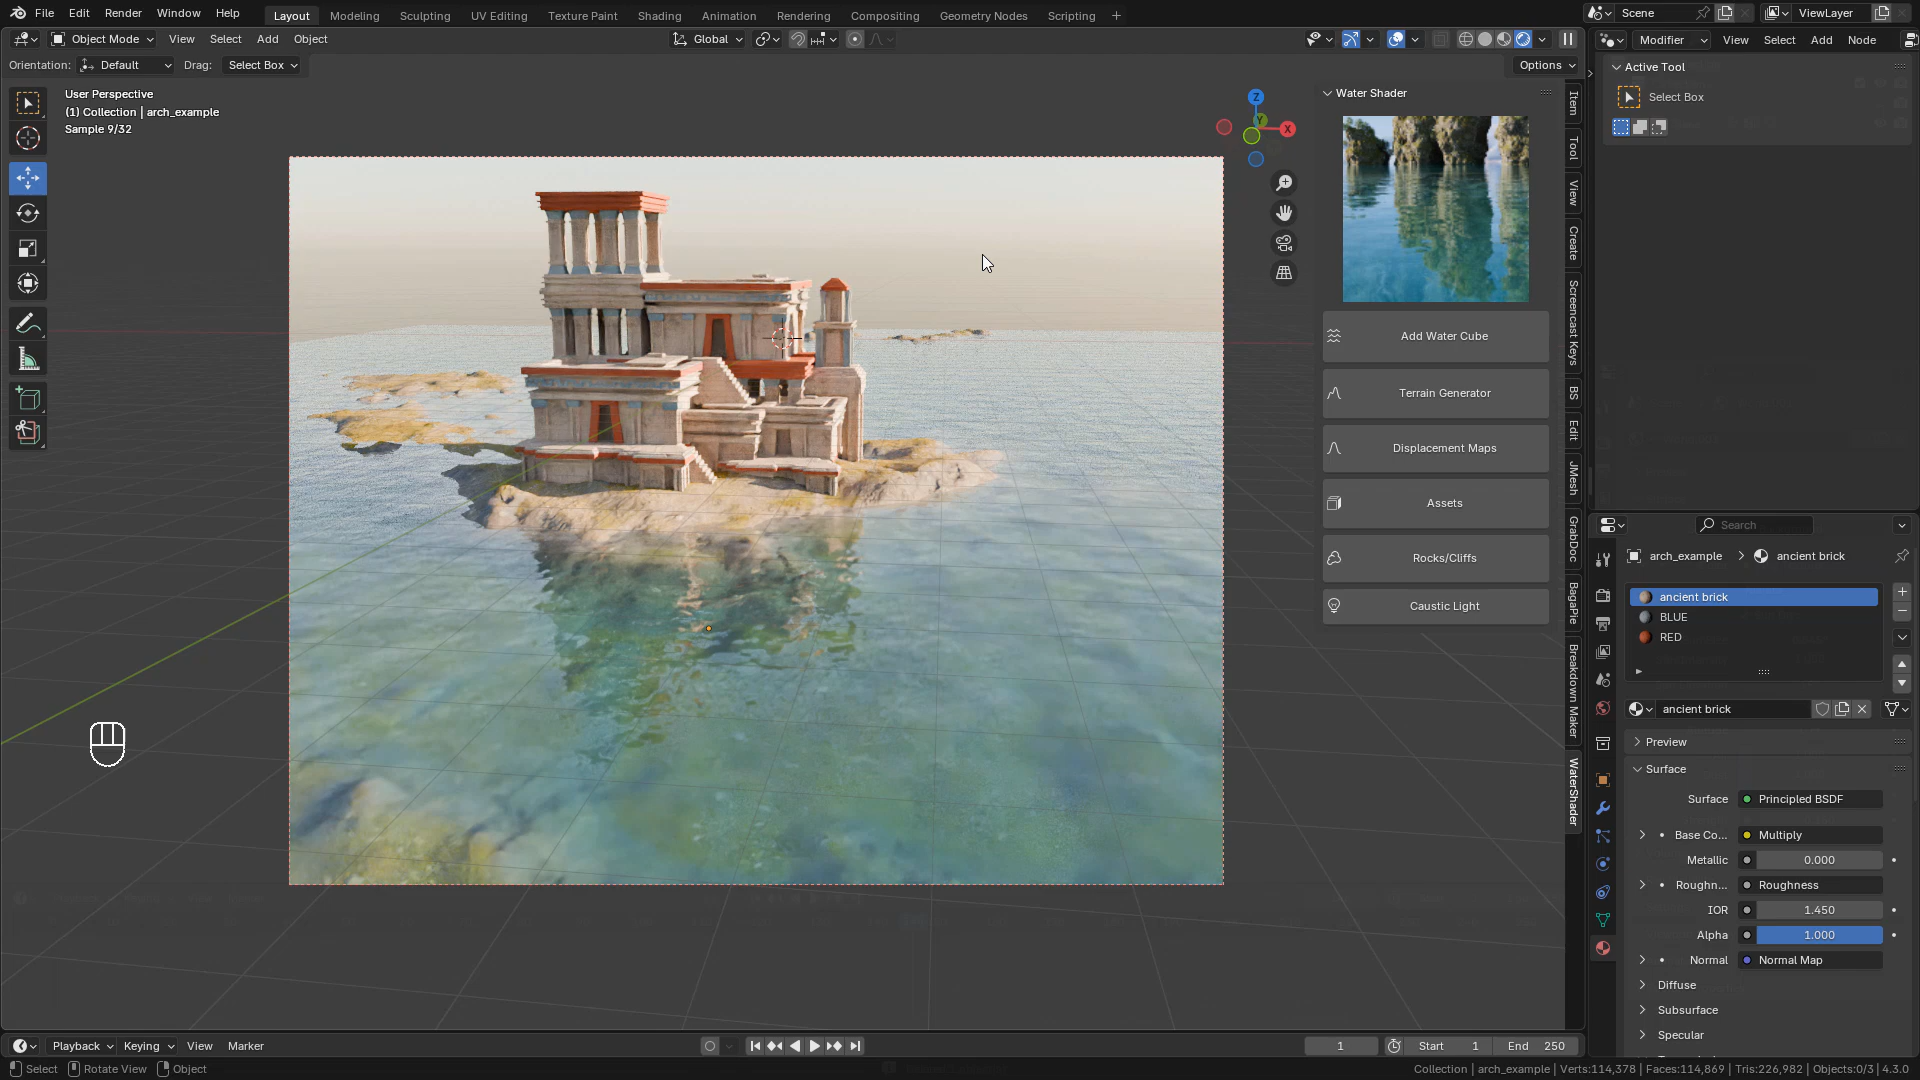 File Edit Render Window Help Layout Modeling Sculpting UV Editing Texture Paint Shading Animation Rendering Compositing Geometry Nodes Scripting + Scene ViewLayer
Object Mode View Select Add Object Global
Modifier View Select Add Node
Orientation: Default Drag: Select Box Options
Active Tool
Select Box
User Perspective
(1) Collection | arch_example
Sample 9/32
Z
Y
X
Water Shader
Add Water Cube
Terrain Generator
Displacement Maps
Assets
Rocks/Cliffs
Caustic Light
Item
Tool
View
Create
Screencast Keys
BS
Edit
JMesh
GrabDoc
BagaPie
Breakdown Maker
WaterShader
Search
arch_example > ancient brick
ancient brick
BLUE
RED
ancient brick
Preview
Surface
Surface Principled BSDF
Base Co... Multiply
Metallic 0.000
Roughn... Roughness
IOR 1.450
Alpha 1.000
Normal Normal Map
Diffuse
Subsurface
Specular
Playback Keying View Marker 1 Start 1 End 250
Select Rotate View Object Collection | arch_example | Verts:114,378 | Faces:114,869 | Tris:226,982 | Objects:0/3 | 4.3.0